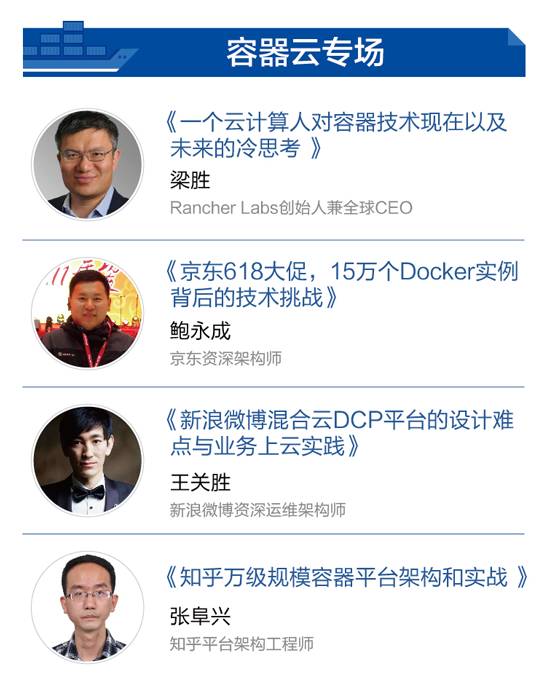 容器云专场
《一个云计算人对容器技术现在以及
未来的冷思考 》
梁胜
Rancher Labs创始人兼全球CEO
《京东618大促，15万个Docker实例
背后的技术挑战》
鲍永成
京东资深架构师
《新浪微博混合云DCP平台的设计难
点与业务上云实践》
王关胜
新浪微博资深运维架构师
《知乎万级规模容器平台架构和实战 》
张阜兴
知乎平台架构工程师